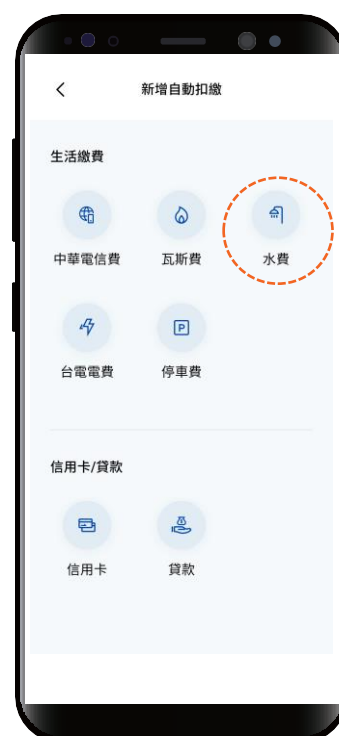 新增自動扣繳
生活繳費
中華電信費
瓦斯費
水費
台電電費
P
停車費
信用卡/貸款
信用卡
貸款